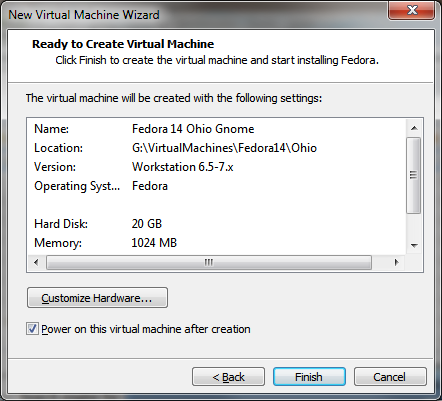 New Virtual Machine Wizard
Ready to Create Virtual Machine
Click Finish to create the virtual machine and start installing Fedora.
The virtual machine will be created with the following settings:
Name: Fedora 14 Ohio Gnome
Location: G:\VirtualMachines\Fedora14\Ohio
Version: Workstation 6.5-7.x
Operating Syst... Fedora
Hard Disk: 20 GB
Memory: 1024 MB
Customize Hardware...
Power on this virtual machine after creation
< Back Finish Cancel